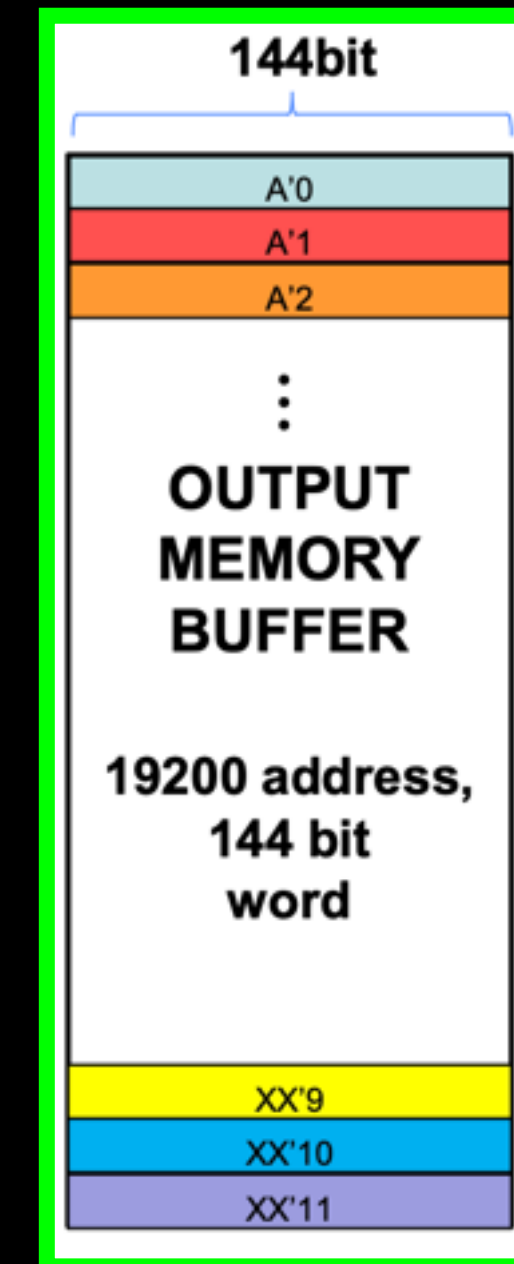 144bit
A'0
A'1
A'2
⋮
OUTPUT
MEMORY
BUFFER
19200 address,
144 bit
word
XX'9
XX'10
XX'11